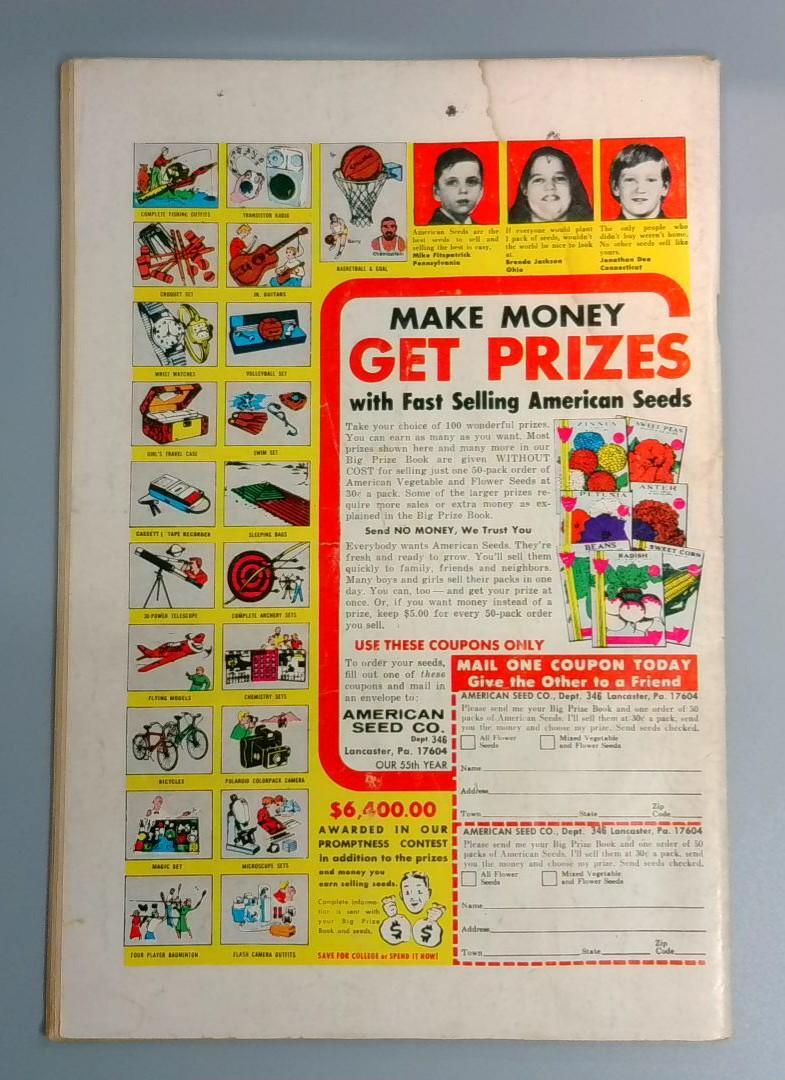 COMPLETE FISHING OUTFITS
TRANSISTOR RADIO
CROQUET SET
JR. GUITARS
WRIST WATCHES
VOLLEYBALL SET
GIRL'S TRAVEL CASE
SWIM SET
CASSETTE TAPE RECORDER
SLEEPING BAGS
30-POWER TELESCOPE
COMPLETE ARCHERY SETS
FLYING MODELS
CHEMISTRY SETS
BICYCLES
POLAROID COLORPACK CAMERA
MAGIC SET
MICROSCOPE SETS
FOUR PLAYER BADMINTON
FLASH CAMERA OUTFITS
Barry
Chamberlain
BASKETBALL & GOAL
American Seeds are the
best seeds to sell and
selling the best is easy.
Mike Fitzpatrick
Pennsylvania
If everyone would plant
1 pack of seeds, wouldn't
the world be nice to look
at.
Brenda Jackson
Ohio
The only people who
didn't buy weren't home.
No other seeds sell like
yours.
Jonathan Dee
Connecticut
MAKE MONEY
GET PRIZES
with Fast Selling American Seeds
Take your choice of 100 wonderful prizes.
You can earn as many as you want. Most
prizes shown here and many more in our
Big Prize Book are given WITHOUT
COST for selling just one 50-pack order of
American Vegetable and Flower Seeds at
30¢ a pack. Some of the larger prizes re-
quire more sales or extra money as ex-
plained in the Big Prize Book.
Send NO MONEY, We Trust You
Everybody wants American Seeds. They're
fresh and ready to grow. You'll sell them
quickly to family, friends and neighbors.
Many boys and girls sell their packs in one
day. You can, too — and get your prize at
once. Or, if you want money instead of a
prize, keep $5.00 for every 50-pack order
you sell.
ZINNIA
SWEET PEAS
PETUNIA
ASTER
BEANS
RADISH
SWEET CORN
USE THESE COUPONS ONLY
To order your seeds,
fill out one of these
coupons and mail in
an envelope to:
AMERICAN
SEED CO.
Dept. 346
Lancaster, Pa. 17604
OUR 55th YEAR
$6,400.00
AWARDED IN OUR
PROMPTNESS CONTEST
in addition to the prizes
and money you
earn selling seeds.
Complete informa-
tion is sent with
your Big Prize
Book and seeds.
$ $
SAVE FOR COLLEGE or SPEND IT NOW!
MAIL ONE COUPON TODAY
Give the Other to a Friend
AMERICAN SEED CO., Dept. 346 Lancaster, Pa. 17604
Please send me your Big Prize Book and one order of 50
packs of American Seeds. I'll sell them at 30¢ a pack, send
you the money and choose my prize. Send seeds checked.
All Flower Seeds
Mixed Vegetable and Flower Seeds
Name
Address
Town State Zip Code
AMERICAN SEED CO., Dept. 346 Lancaster, Pa. 17604
Please send me your Big Prize Book and one order of 50
packs of American Seeds. I'll sell them at 30¢ a pack, send
you the money and choose my prize. Send seeds checked.
All Flower Seeds
Mixed Vegetable and Flower Seeds
Name
Address
Town State Zip Code